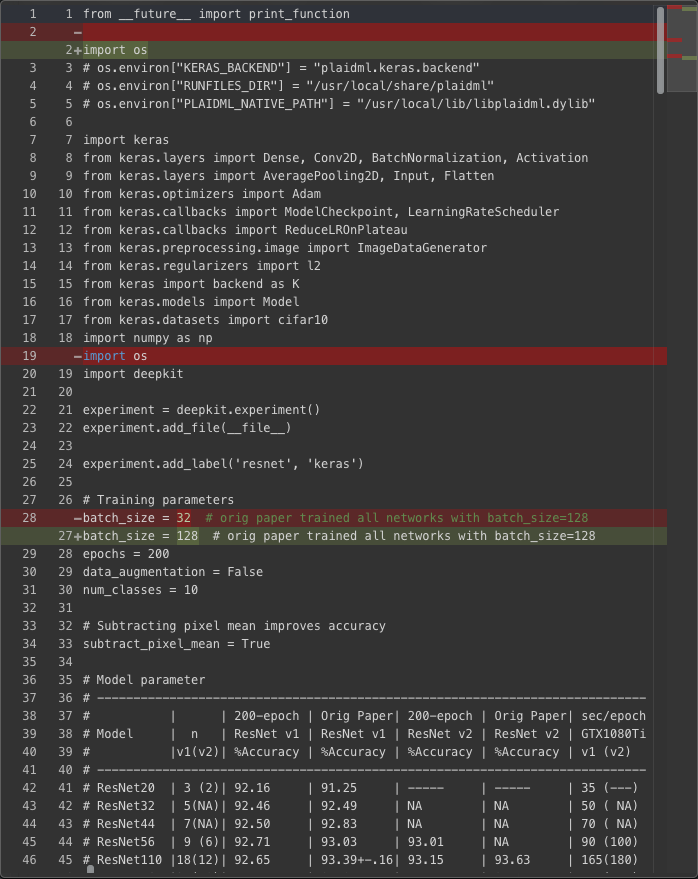 1 1 from __future__ import print_function
2 −
2+import os
3 3 # os.environ["KERAS_BACKEND"] = "plaidml.keras.backend"
4 4 # os.environ["RUNFILES_DIR"] = "/usr/local/share/plaidml"
5 5 # os.environ["PLAIDML_NATIVE_PATH"] = "/usr/local/lib/libplaidml.dylib"
6 6
7 7 import keras
8 8 from keras.layers import Dense, Conv2D, BatchNormalization, Activation
9 9 from keras.layers import AveragePooling2D, Input, Flatten
10 10 from keras.optimizers import Adam
11 11 from keras.callbacks import ModelCheckpoint, LearningRateScheduler
12 12 from keras.callbacks import ReduceLROnPlateau
13 13 from keras.preprocessing.image import ImageDataGenerator
14 14 from keras.regularizers import l2
15 15 from keras import backend as K
16 16 from keras.models import Model
17 17 from keras.datasets import cifar10
18 18 import numpy as np
19 −import os
20 19 import deepkit
21 20
22 21 experiment = deepkit.experiment()
23 22 experiment.add_file(__file__)
24 23
25 24 experiment.add_label('resnet', 'keras')
26 25
27 26 # Training parameters
28 −batch_size = 32  # orig paper trained all networks with batch_size=128
27+batch_size = 128  # orig paper trained all networks with batch_size=128
29 28 epochs = 200
30 29 data_augmentation = False
31 30 num_classes = 10
32 31
33 32 # Subtracting pixel mean improves accuracy
34 33 subtract_pixel_mean = True
35 34
36 35 # Model parameter
37 36 # ----------------------------------------------------------------------------
38 37 #           |      | 200-epoch | Orig Paper| 200-epoch | Orig Paper| sec/epoch
39 38 # Model     |  n   | ResNet v1 | ResNet v1 | ResNet v2 | ResNet v2 | GTX1080Ti
40 39 #           |v1(v2)| %Accuracy | %Accuracy | %Accuracy | %Accuracy | v1 (v2)
41 40 # ----------------------------------------------------------------------------
42 41 # ResNet20  | 3 (2)| 92.16     | 91.25     | -----     | -----     | 35 (---)
43 42 # ResNet32  | 5(NA)| 92.46     | 92.49     | NA        | NA        | 50 ( NA)
44 43 # ResNet44  | 7(NA)| 92.50     | 92.83     | NA        | NA        | 70 ( NA)
45 44 # ResNet56  | 9 (6)| 92.71     | 93.03     | 93.01     | NA        | 90 (100)
46 45 # ResNet110 |18(12)| 92.65     | 93.39+-.16| 93.15     | 93.63     | 165(180)